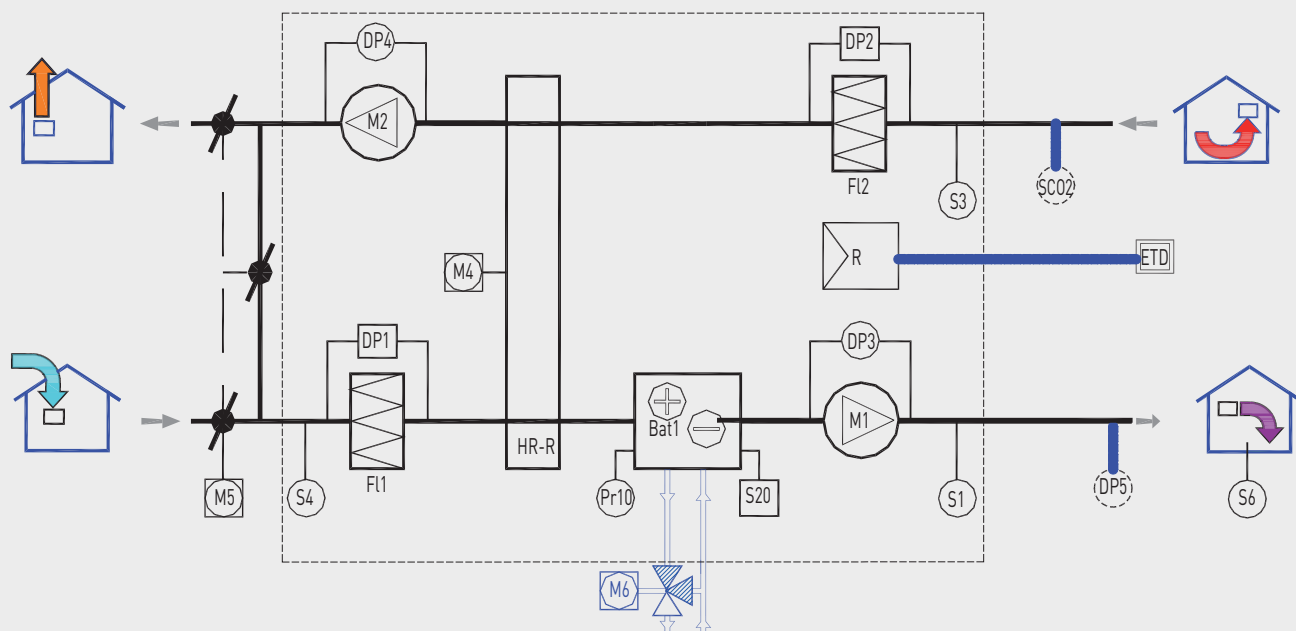 DP4
DP2
M2
Fl2
S3
SCO2
M4
R
ETD
DP1
DP3
Bat1
M1
HR-R
Fl1
M5
S4
Pr10
S20
S1
DP5
S6
M6